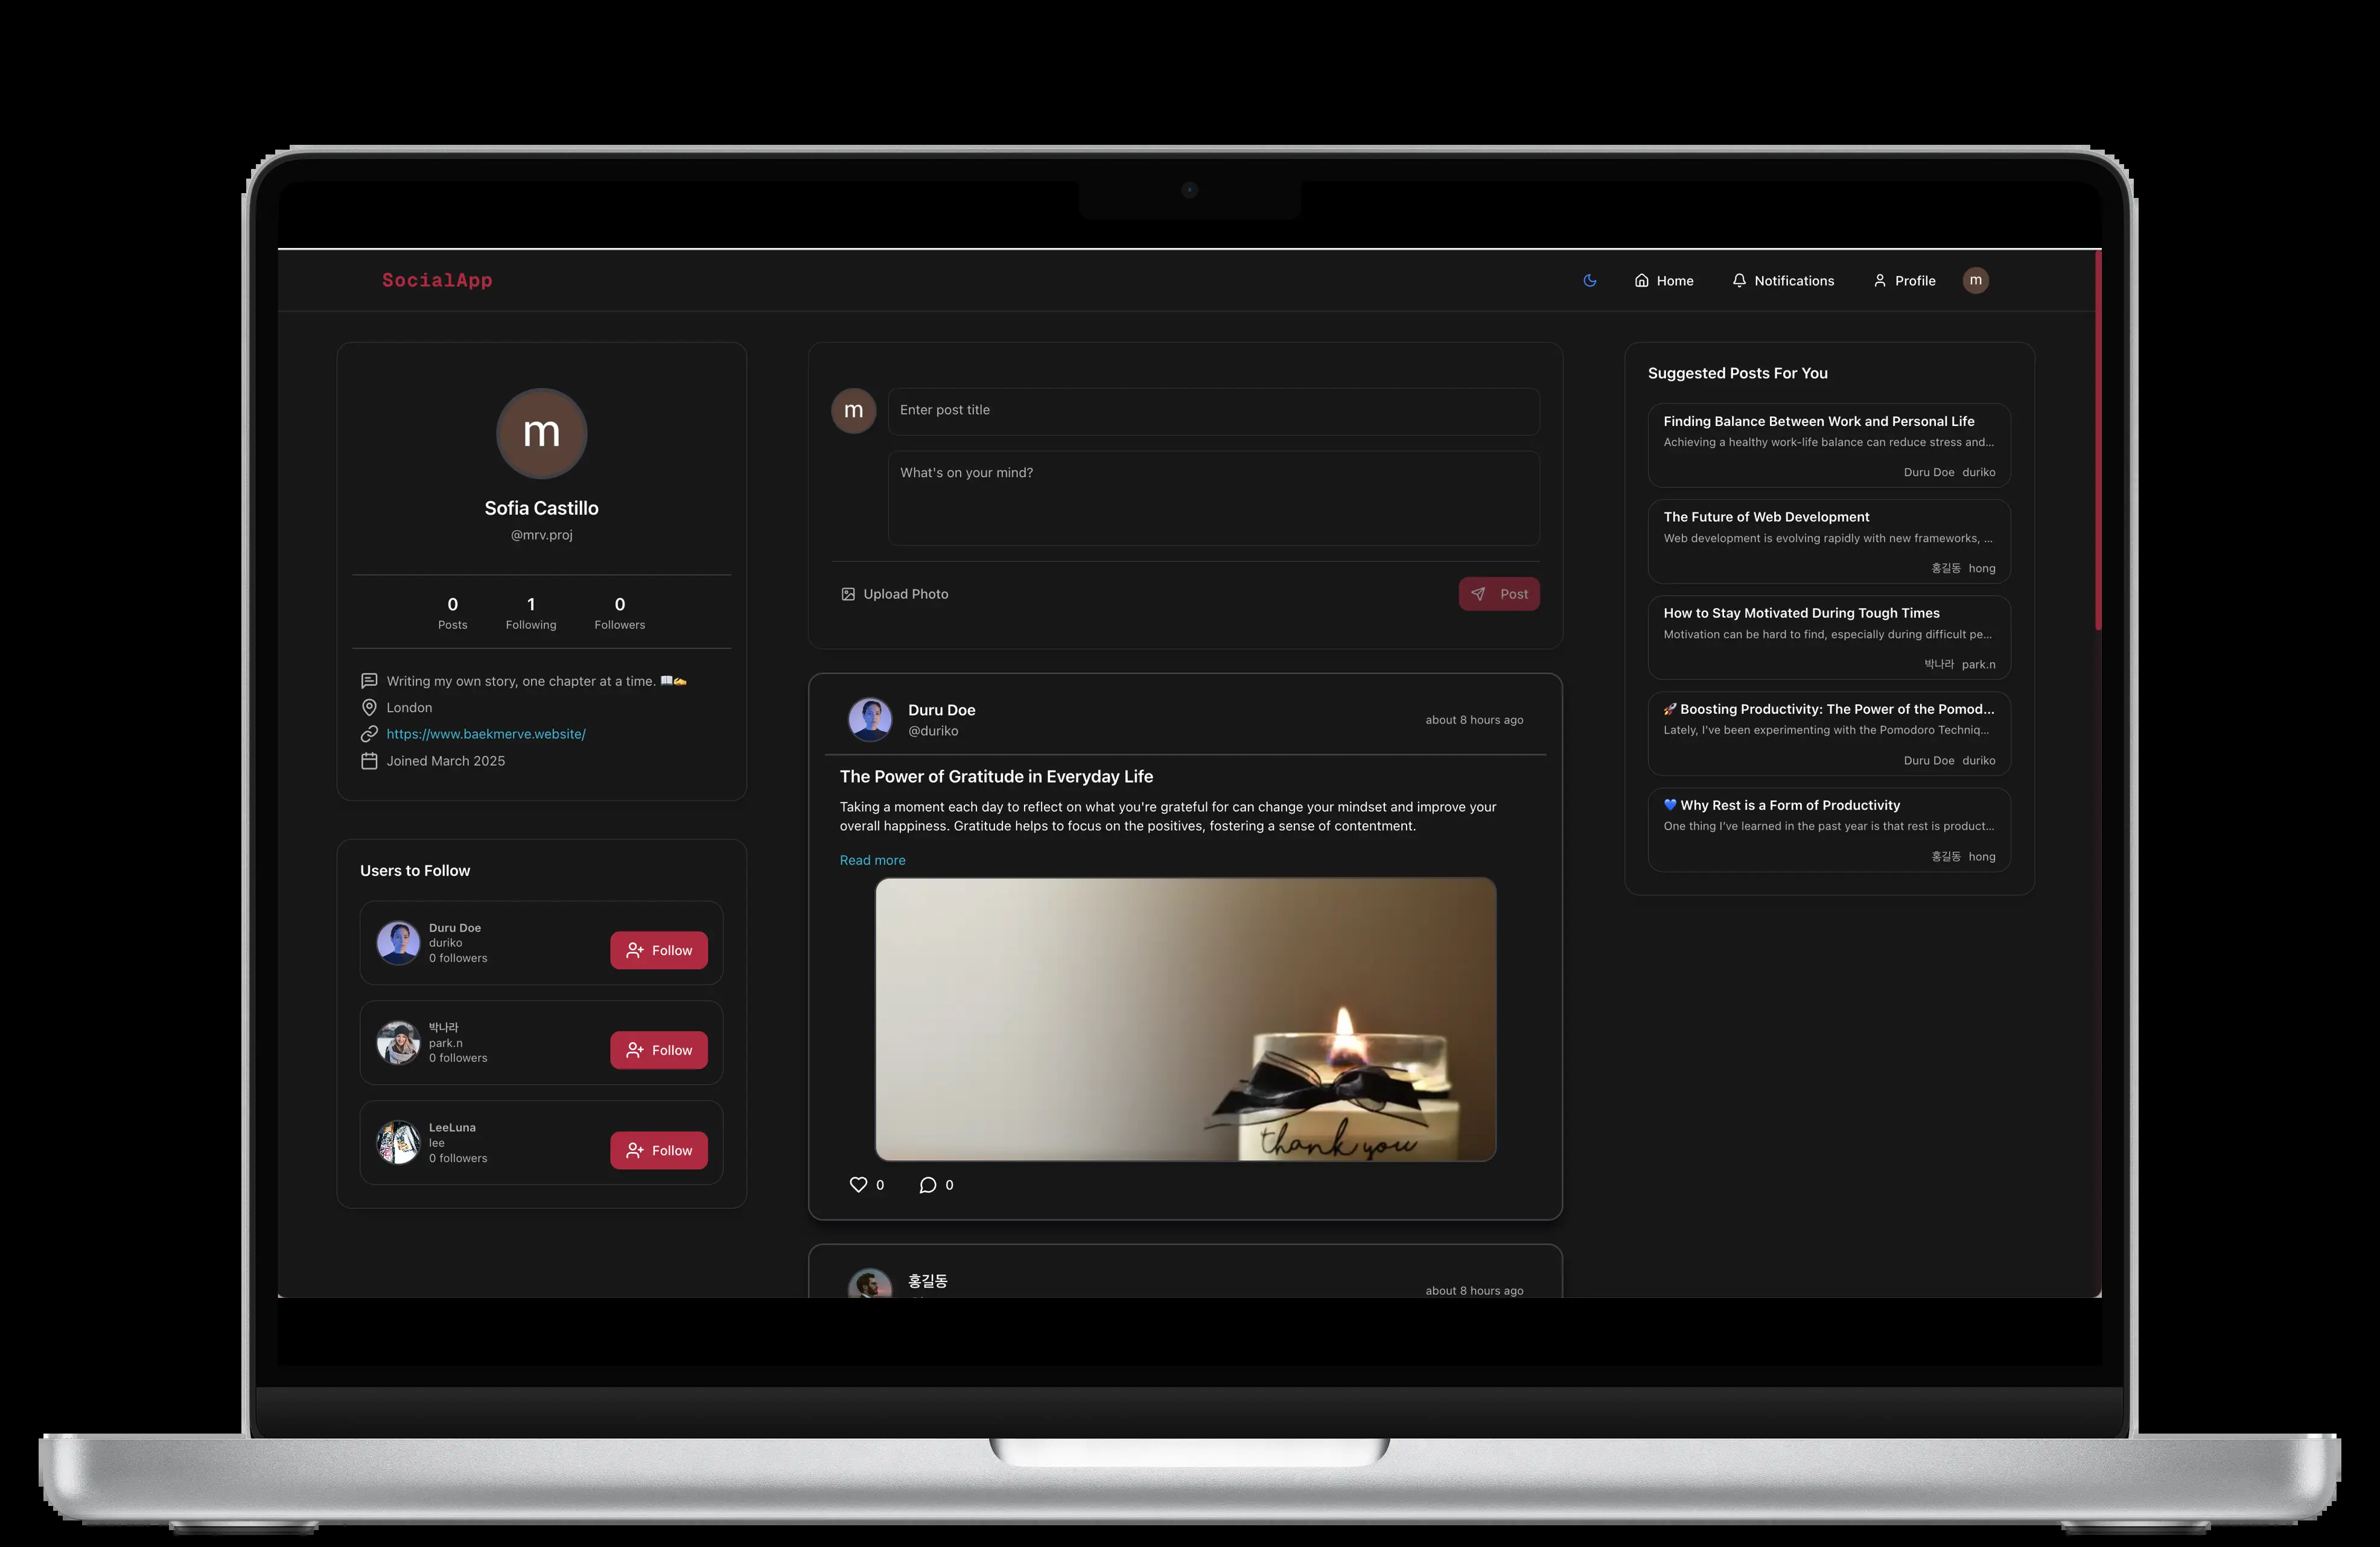 SocialApp
Home
Notifications
Profile
m
m
Sofia Castillo
@mrv.proj
0
Posts
1
Following
0
Followers
Writing my own story, one chapter at a time. 📖✍️
London
https://www.baekmerve.website/
Joined March 2025
Users to Follow
Duru Doe
duriko
0 followers
Follow
박나라
park.n
0 followers
Follow
LeeLuna
lee
0 followers
Follow
m
Enter post title
What's on your mind?
Upload Photo
Post
Duru Doe
@duriko
about 8 hours ago
The Power of Gratitude in Everyday Life
Taking a moment each day to reflect on what you're grateful for can change your mindset and improve your
overall happiness. Gratitude helps to focus on the positives, fostering a sense of contentment.
Read more
thank you
0
0
홍길동
about 8 hours ago
Suggested Posts For You
Finding Balance Between Work and Personal Life
Achieving a healthy work-life balance can reduce stress and...
Duru Doe duriko
The Future of Web Development
Web development is evolving rapidly with new frameworks, ...
홍길동 hong
How to Stay Motivated During Tough Times
Motivation can be hard to find, especially during difficult pe...
박나라 park.n
🚀 Boosting Productivity: The Power of the Pomod...
Lately, I've been experimenting with the Pomodoro Techniq...
Duru Doe duriko
💙 Why Rest is a Form of Productivity
One thing I've learned in the past year is that rest is product...
홍길동 hong